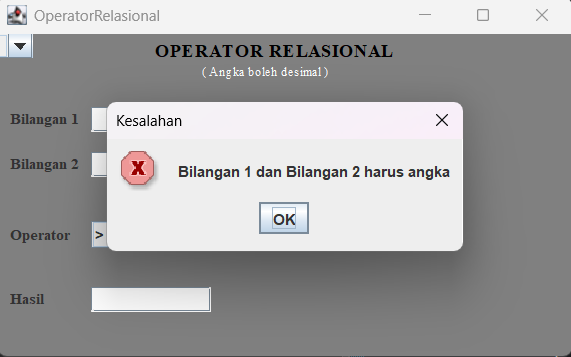 OperatorRelasional
OPERATOR RELASIONAL
( Angka boleh desimal )
Bilangan 1
Kesalahan
Bilangan 2
Bilangan 1 dan Bilangan 2 harus angka
OK
Operator >
Hasil